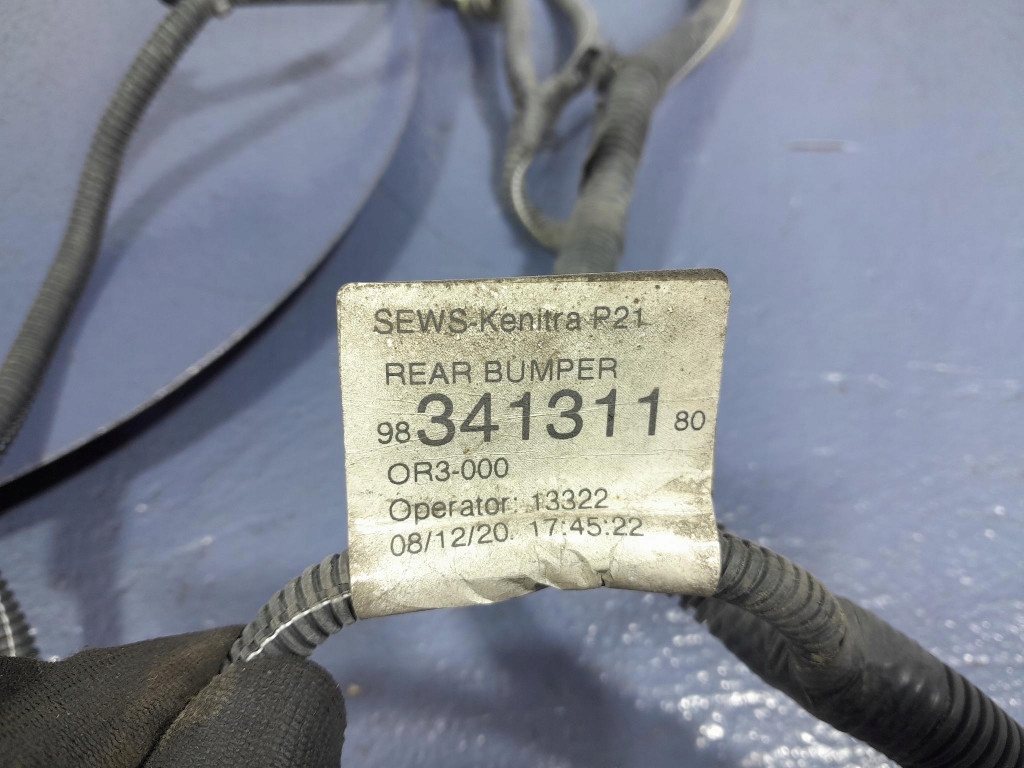 SEWS-Kenitra P21
REAR BUMPER
98 341311 80
OR3-000
Operator: 13322
08/12/20. 17:45:22